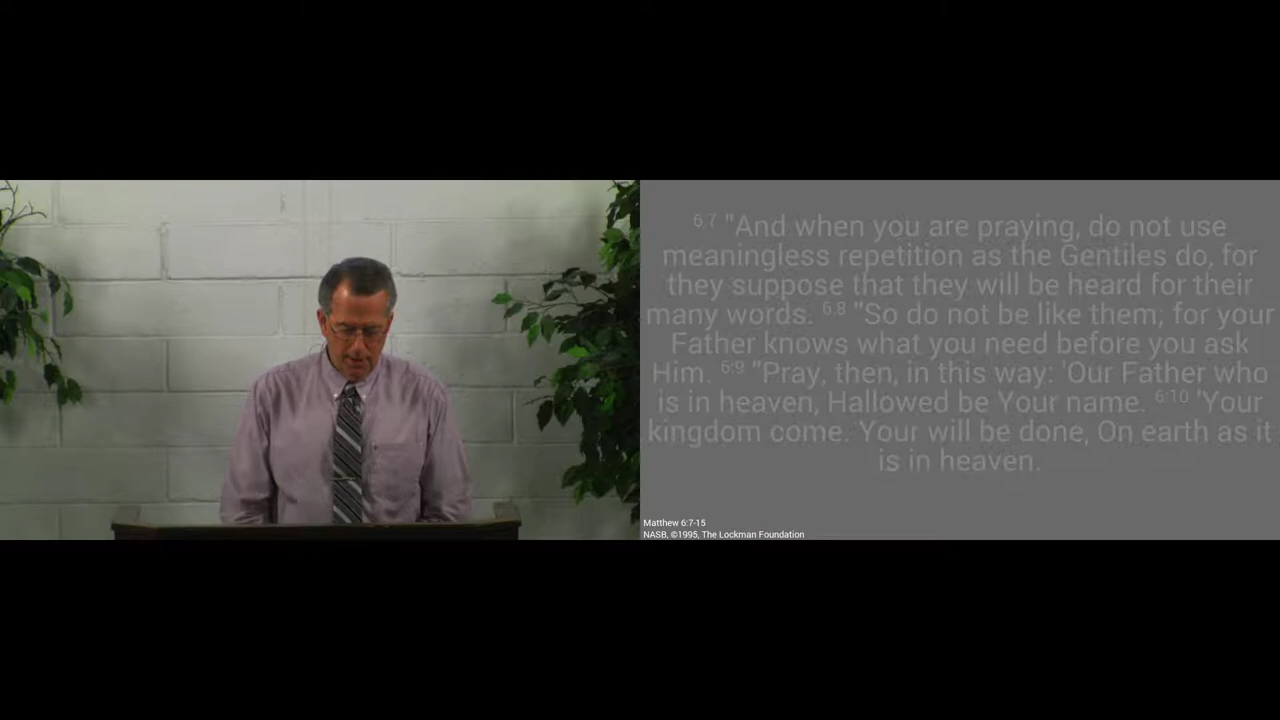 6:7 "And when you are praying, do not use
meaningless repetition as the Gentiles do, for
they suppose that they will be heard for their
many words. 6:8 "So do not be like them; for your
Father knows what you need before you ask
Him. 6:9 "Pray, then, in this way: 'Our Father who
is in heaven, Hallowed be Your name. 6:10 'Your
kingdom come. Your will be done, On earth as it
is in heaven.
Matthew 6:7-15
NASB, ©1995, The Lockman Foundation